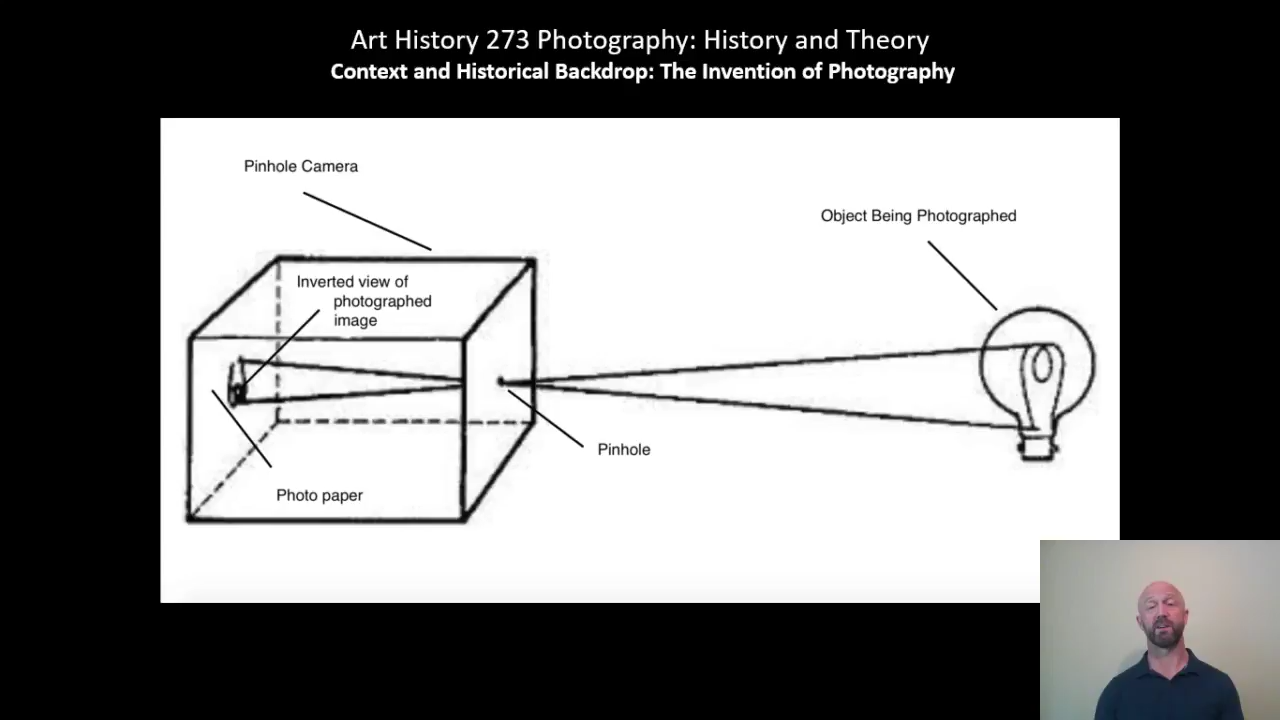 Art History 273 Photography: History and Theory
Context and Historical Backdrop: The Invention of Photography
Pinhole Camera
Object Being Photographed
Inverted view of
photographed
image
Pinhole
Photo paper